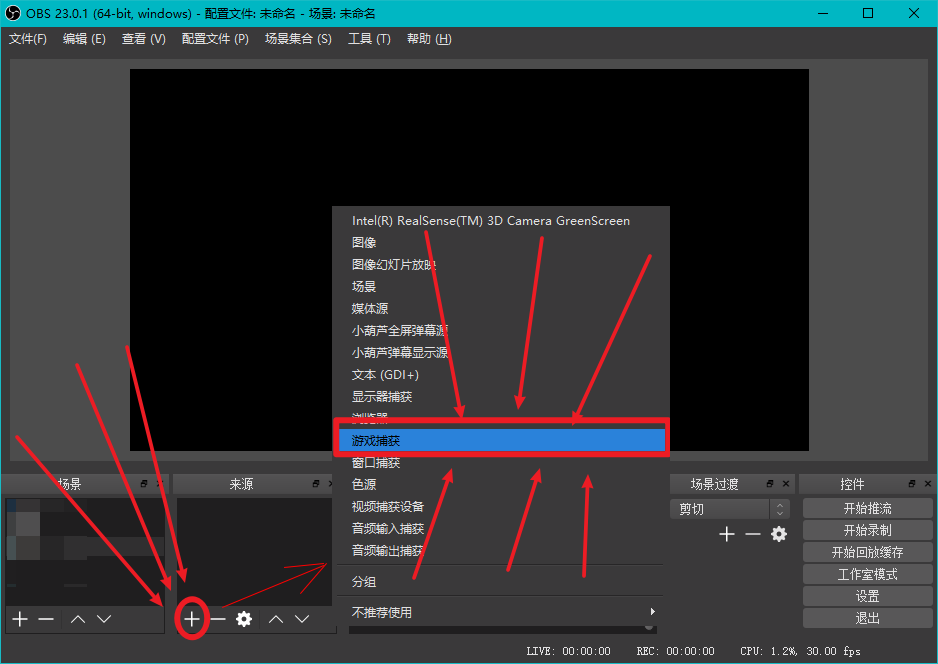 OBS 23.0.1 (64-bit, windows) - 配置文件: 未命名 - 场景: 未命名
文件(F) 编辑 (E) 查看 (V) 配置文件 (P) 场景集合 (S) 工具 (T) 帮助 (H)
Intel(R) RealSense(TM) 3D Camera GreenScreen
图像
图像幻灯片放映
场景
媒体源
小葫芦全屏弹幕源
小葫芦弹幕显示源
文本 (GDI+)
显示器捕获
浏览器
游戏捕获
窗口捕获
色源
视频捕获设备
音频输入捕获
音频输出捕获
分组
不推荐使用
场景
来源
场景过渡
剪切
控件
开始推流
开始录制
开始回放缓存
工作室模式
设置
退出
LIVE: 00:00:00 REC: 00:00:00 CPU: 1.2%, 30.00 fps